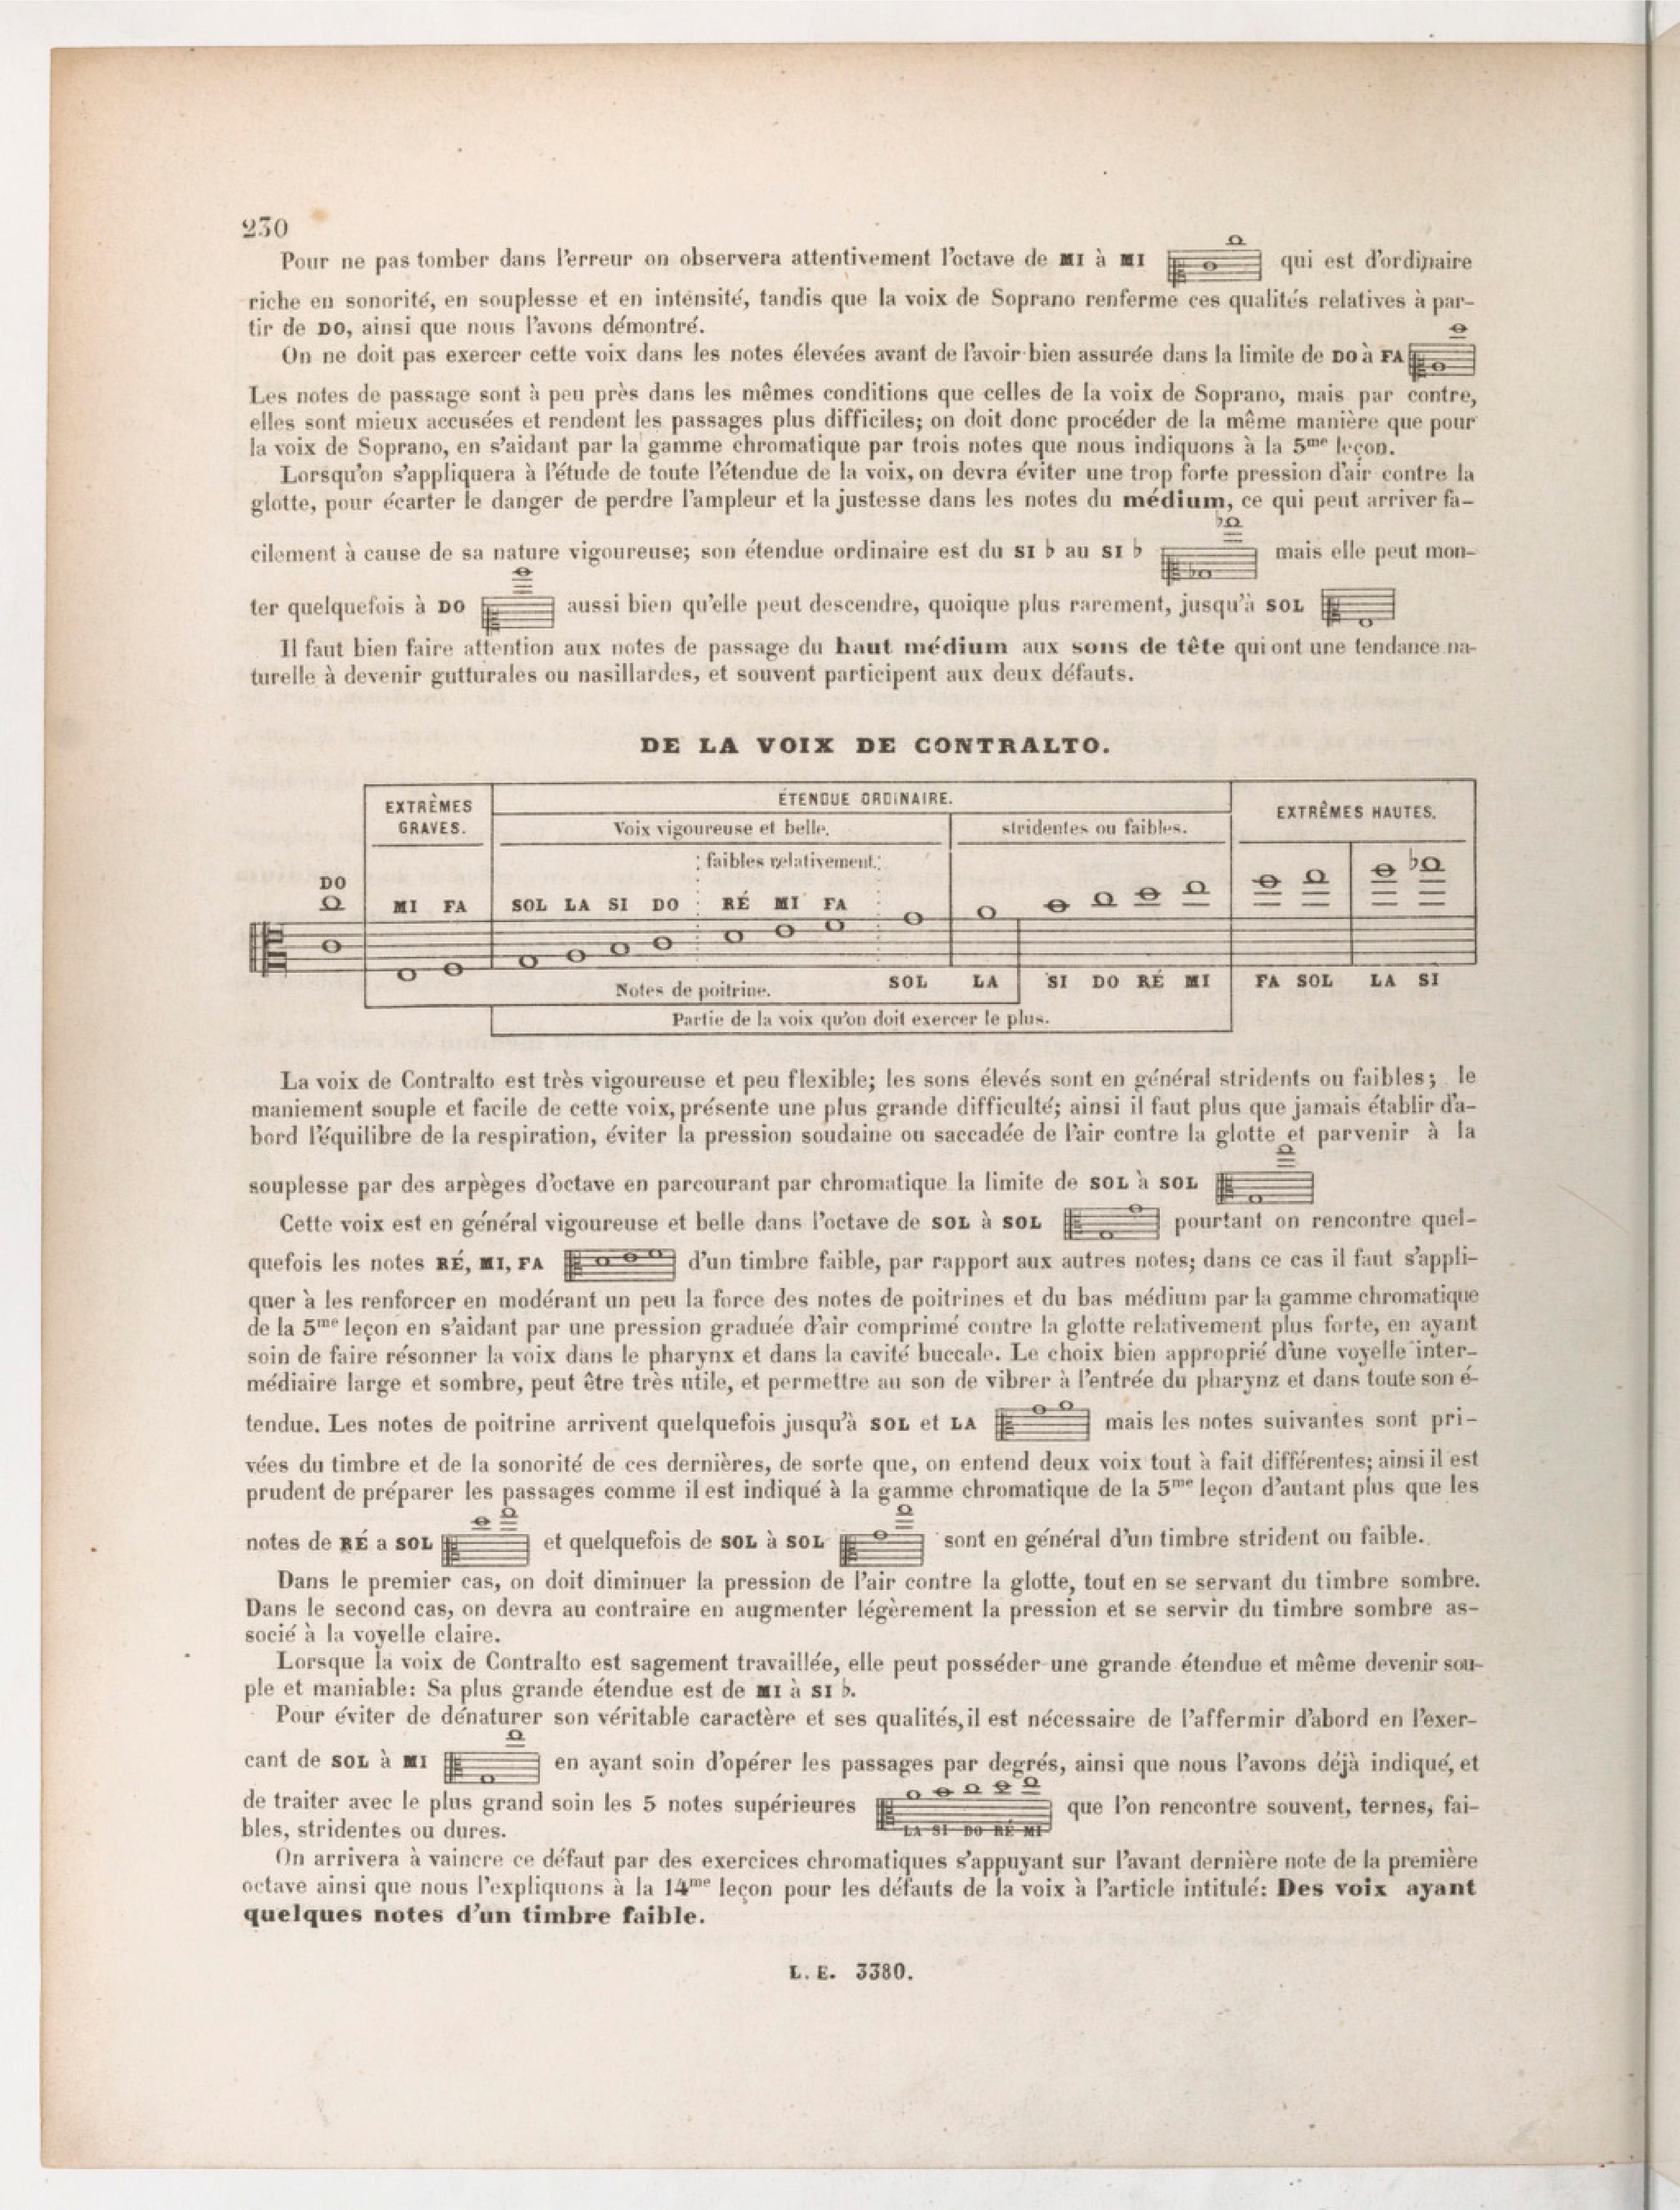 230
Pour ne pas tomber dans l'erreur on observera attentivement l'octave de MI à MI qui est d'ordinaire
riche en sonorité, en souplesse et en intensité, tandis que la voix de Soprano renferme ces qualités relatives à par-
tir de DO, ainsi que nous l'avons démontré.
On ne doit pas exercer cette voix dans les notes élevées avant de l'avoir bien assurée dans la limite de DO à FA
Les notes de passage sont à peu près dans les mêmes conditions que celles de la voix de Soprano, mais par contre,
elles sont mieux accusées et rendent les passages plus difficiles; on doit donc procéder de la même manière que pour
la voix de Soprano, en s'aidant par la gamme chromatique par trois notes que nous indiquons à la 5me leçon.
Lorsqu'on s'appliquera à l'étude de toute l'étendue de la voix, on devra éviter une trop forte pression d'air contre la
glotte, pour écarter le danger de perdre l'ampleur et la justesse dans les notes du médium, ce qui peut arriver fa-
cilement à cause de sa nature vigoureuse; son étendue ordinaire est du SI ♭ au SI ♭ mais elle peut mon-
ter quelquefois à DO aussi bien qu'elle peut descendre, quoique plus rarement, jusqu'à SOL
Il faut bien faire attention aux notes de passage du haut médium aux sons de tête qui ont une tendance na-
turelle à devenir gutturales ou nasillardes, et souvent participent aux deux défauts.
DE LA VOIX DE CONTRALTO.
EXTRÊMES GRAVES. ÉTENDUE ORDINAIRE. EXTRÊMES HAUTES.
Voix vigoureuse et belle. stridentes ou faibles.
faibles relativement.
DO
MI FA SOL LA SI DO RÉ MI FA
SOL LA SI DO RÉ MI FA SOL LA SI
Notes de poitrine.
Partie de la voix qu'on doit exercer le plus.
La voix de Contralto est très vigoureuse et peu flexible; les sons élevés sont en général stridents ou faibles; le
maniement souple et facile de cette voix, présente une plus grande difficulté; ainsi il faut plus que jamais établir d'a-
bord l'équilibre de la respiration, éviter la pression soudaine ou saccadée de l'air contre la glotte et parvenir à la
souplesse par des arpèges d'octave en parcourant par chromatique la limite de SOL à SOL
Cette voix est en général vigoureuse et belle dans l'octave de SOL à SOL pourtant on rencontre quel-
quefois les notes RÉ, MI, FA d'un timbre faible, par rapport aux autres notes; dans ce cas il faut s'appli-
quer à les renforcer en modérant un peu la force des notes de poitrines et du bas médium par la gamme chromatique
de la 5me leçon en s'aidant par une pression graduée d'air comprimé contre la glotte relativement plus forte, en ayant
soin de faire résonner la voix dans le pharynx et dans la cavité buccale. Le choix bien approprié d'une voyelle inter-
médiaire large et sombre, peut être très utile, et permettre au son de vibrer à l'entrée du pharynz et dans toute son é-
tendue. Les notes de poitrine arrivent quelquefois jusqu'à SOL et LA mais les notes suivantes sont pri-
vées du timbre et de la sonorité de ces dernières, de sorte que, on entend deux voix tout à fait différentes; ainsi il est
prudent de préparer les passages comme il est indiqué à la gamme chromatique de la 5me leçon d'autant plus que les
notes de RÉ a SOL et quelquefois de SOL à SOL sont en général d'un timbre strident ou faible.
Dans le premier cas, on doit diminuer la pression de l'air contre la glotte, tout en se servant du timbre sombre.
Dans le second cas, on devra au contraire en augmenter légèrement la pression et se servir du timbre sombre as-
socié à la voyelle claire.
Lorsque la voix de Contralto est sagement travaillée, elle peut posséder une grande étendue et même devenir sou-
ple et maniable: Sa plus grande étendue est de MI à SI ♭.
Pour éviter de dénaturer son véritable caractère et ses qualités, il est nécessaire de l'affermir d'abord en l'exer-
cant de SOL à MI en ayant soin d'opérer les passages par degrés, ainsi que nous l'avons déjà indiqué, et
de traiter avec le plus grand soin les 5 notes supérieures LA SI DO RÉ MI que l'on rencontre souvent, ternes, fai-
bles, stridentes ou dures.
On arrivera à vaincre ce défaut par des exercices chromatiques s'appuyant sur l'avant dernière note de la première
octave ainsi que nous l'expliquons à la 14me leçon pour les défauts de la voix à l'article intitulé: Des voix ayant
quelques notes d'un timbre faible.
L. E. 3380.